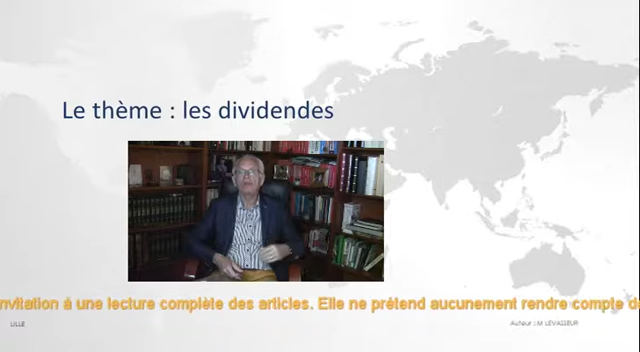 Le thème : les dividendes
nvitation à une lecture complète des articles. Elle ne prétend aucunement rendre compte d
LILLE
Auteur : M LEVASSEUR